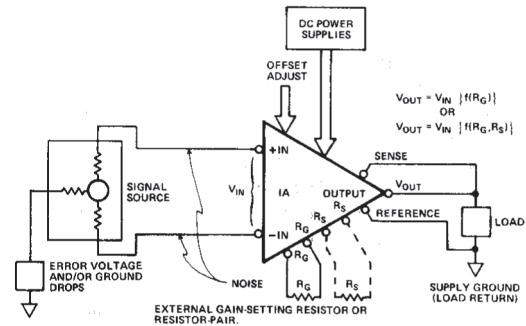 DC POWER
SUPPLIES
OFFSET
ADJUST
VOUT = VIN [f(RG)]
OR
VOUT = VIN [f(RG,RS)]
+IN
SENSE
SIGNAL
SOURCE
VIN
IA
OUTPUT
VOUT
RS
RS
REFERENCE
LOAD
-IN
RG
RG
ERROR VOLTAGE
AND/OR GROUND
DROPS
NOISE
RG
RS
SUPPLY GROUND
(LOAD RETURN)
EXTERNAL GAIN-SETTING RESISTOR OR
RESISTOR-PAIR.